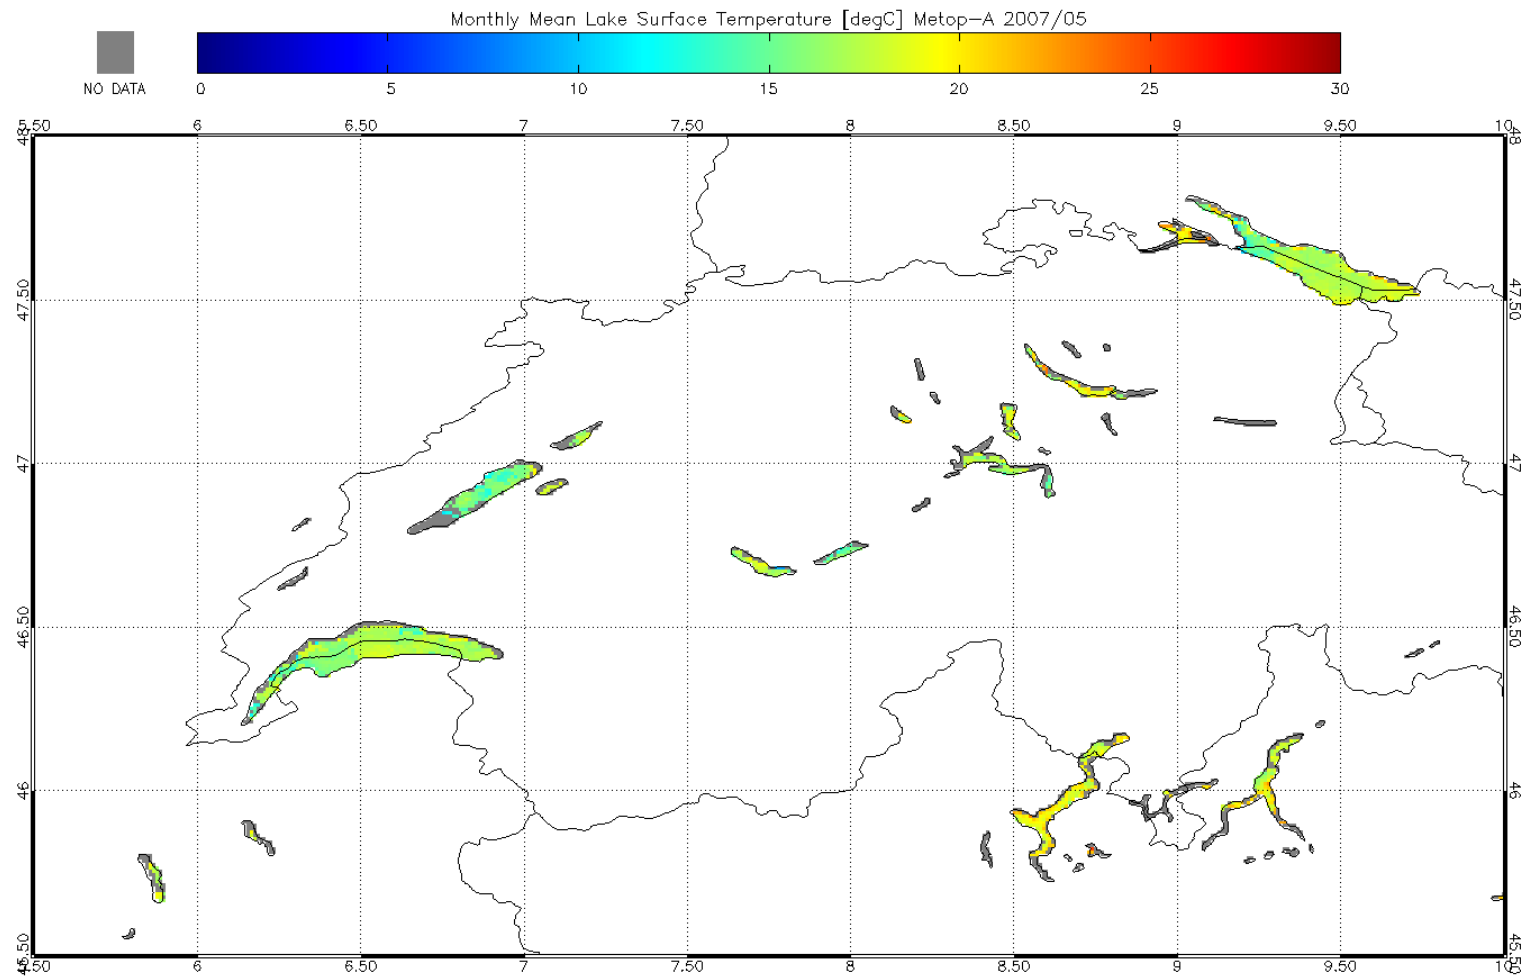 Monthly Mean Lake Surface Temperature [degC] Metop-A 2007/05
NO DATA
0 5 10 15 20 25 30
5.50 6 6.50 7 7.50 8 8.50 9 9.50 10
48 48
47.50 47.50
47 47
46.50 46.50
46 46
45.50 45.50
5.50 6 6.50 7 7.50 8 8.50 9 9.50 10